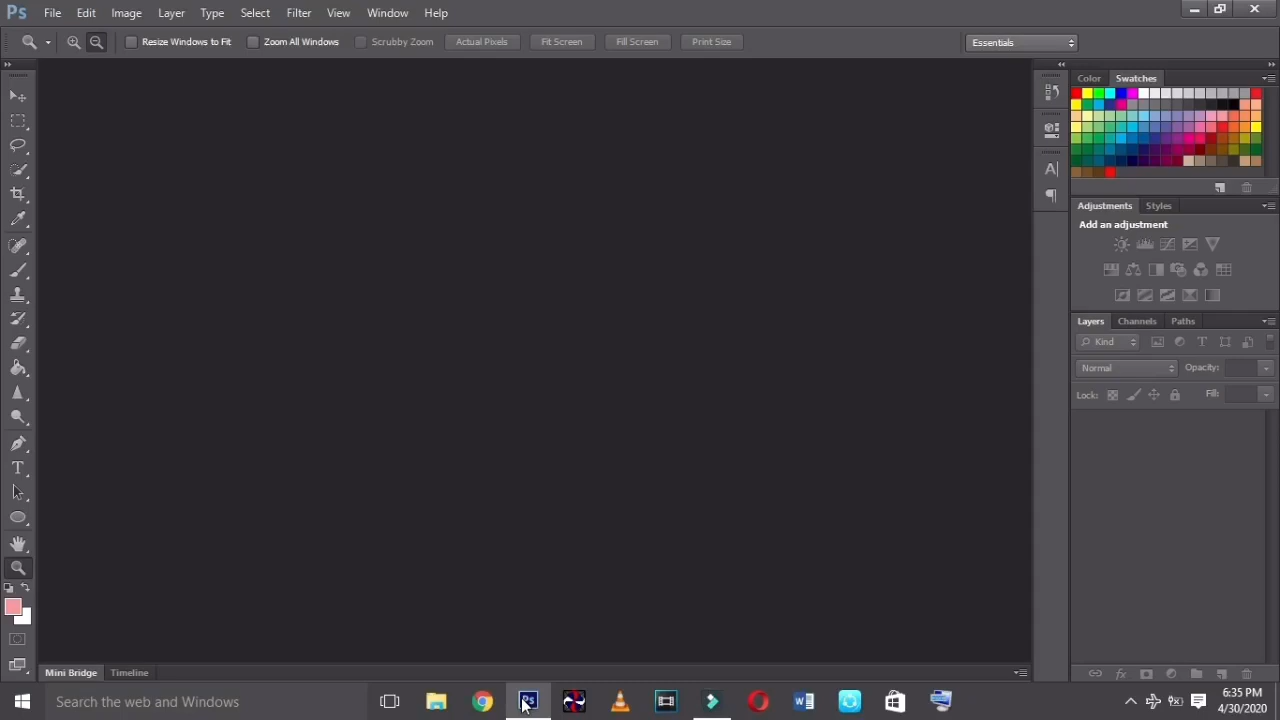 Ps File Edit Image Layer Type Select Filter View Window Help
Resize Windows to Fit Zoom All Windows Scrubby Zoom Actual Pixels Fit Screen Fill Screen Print Size Essentials
Color Swatches
Adjustments Styles
Add an adjustment
Layers Channels Paths
Kind
Normal Opacity:
Lock: Fill:
Mini Bridge Timeline
Search the web and Windows
6:35 PM
4/30/2020